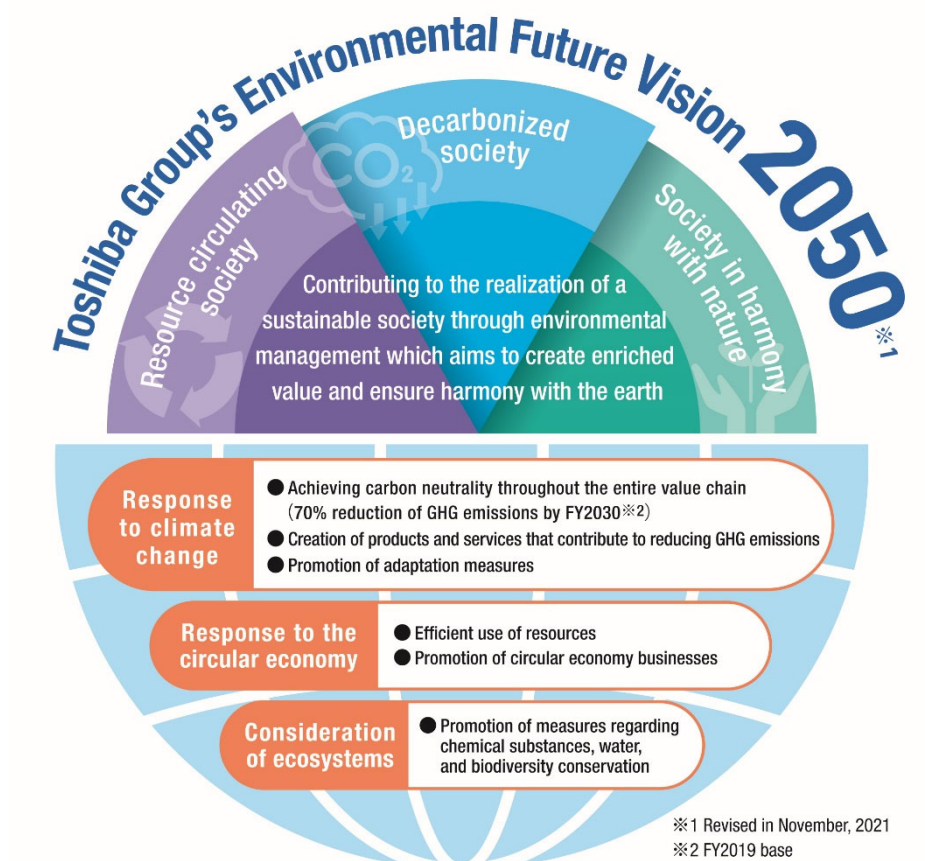 Toshiba Group's Environmental Future Vision 2050※1
Resource circulating
society
CO2
Decarbonized
society
Society in harmony
with nature
Contributing to the realization of a
sustainable society through environmental
management which aims to create enriched
value and ensure harmony with the earth
Response
to climate
change
● Achieving carbon neutrality throughout the entire value chain
(70% reduction of GHG emissions by FY2030※2)
● Creation of products and services that contribute to reducing GHG emissions
● Promotion of adaptation measures
Response to the
circular economy
● Efficient use of resources
● Promotion of circular economy businesses
Consideration
of ecosystems
● Promotion of measures regarding
chemical substances, water,
and biodiversity conservation
※1 Revised in November, 2021
※2 FY2019 base